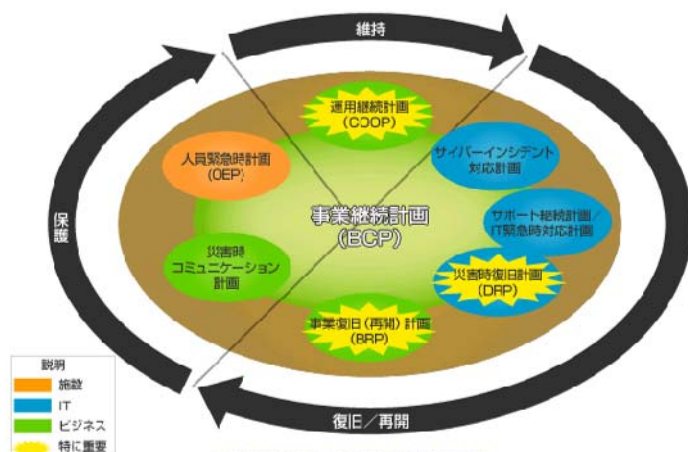 維持
運用継続計画
(COOP)
人員緊急時計画
(OEP)
サイバーインシデント
対応計画
保護
事業継続計画
(BCP)
サポート継続計画/
IT緊急時対応計画
災害時
コミュニケーション
計画
災害時復旧計画
(DRP)
事業復旧(再開)計画
(BRP)
復旧/再開
説明
施設
IT
ビジネス
特に重要